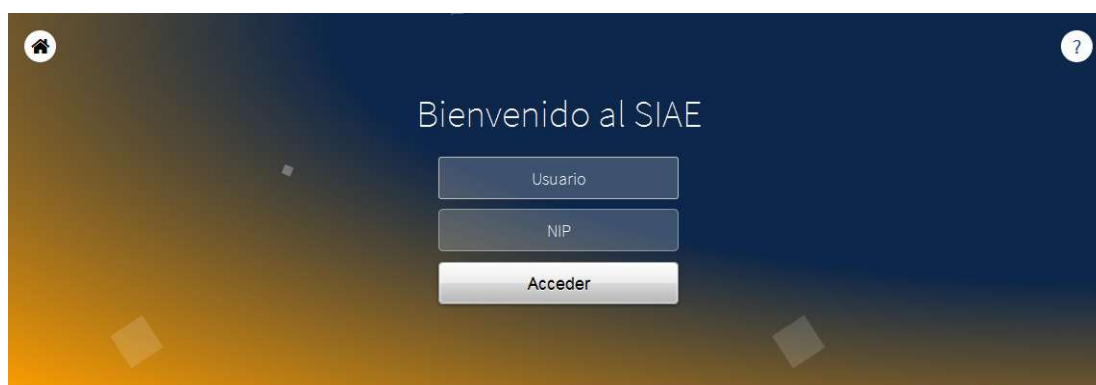 ?
Bienvenido al SIAE
Usuario
NIP
Acceder